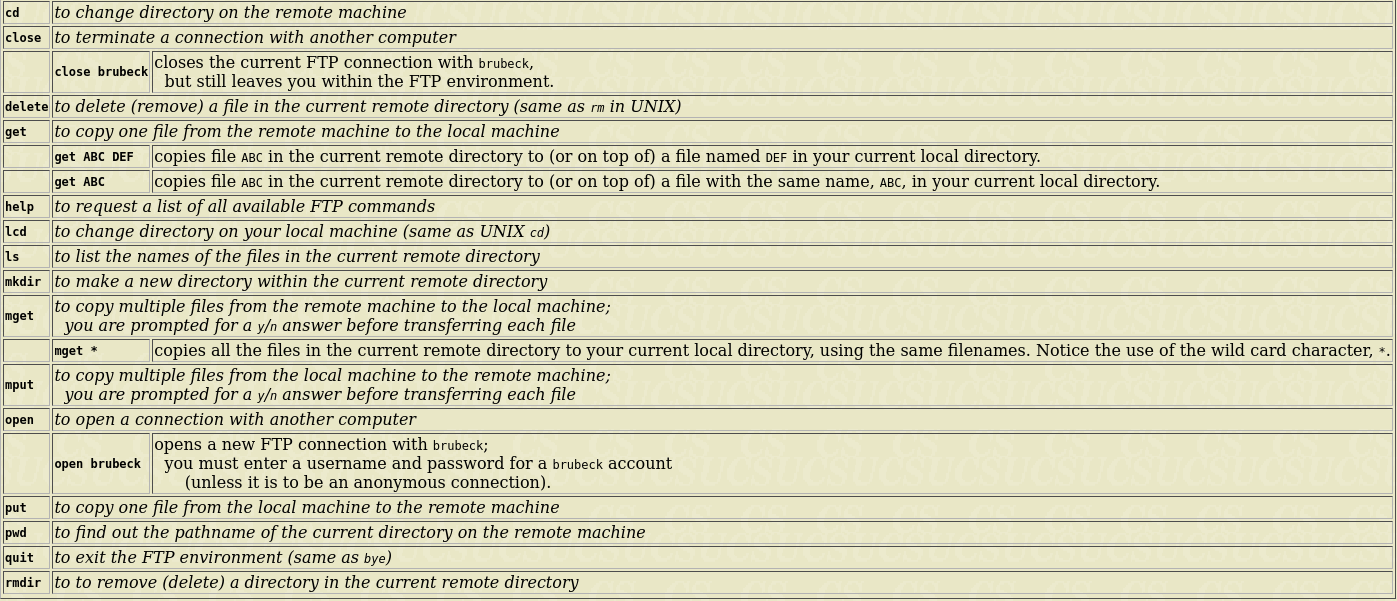 cd to change directory on the remote machine
close to terminate a connection with another computer
close brubeck closes the current FTP connection with brubeck,
but still leaves you within the FTP environment.
delete to delete (remove) a file in the current remote directory (same as rm in UNIX)
get to copy one file from the remote machine to the local machine
get ABC DEF copies file ABC in the current remote directory to (or on top of) a file named DEF in your current local directory.
get ABC copies file ABC in the current remote directory to (or on top of) a file with the same name, ABC, in your current local directory.
help to request a list of all available FTP commands
lcd to change directory on your local machine (same as UNIX cd)
ls to list the names of the files in the current remote directory
mkdir to make a new directory within the current remote directory
mget to copy multiple files from the remote machine to the local machine;
you are prompted for a y/n answer before transferring each file
mget * copies all the files in the current remote directory to your current local directory, using the same filenames. Notice the use of the wild card character, *.
mput to copy multiple files from the local machine to the remote machine;
you are prompted for a y/n answer before transferring each file
open to open a connection with another computer
open brubeck opens a new FTP connection with brubeck;
you must enter a username and password for a brubeck account
(unless it is to be an anonymous connection).
put to copy one file from the local machine to the remote machine
pwd to find out the pathname of the current directory on the remote machine
quit to exit the FTP environment (same as bye)
rmdir to to remove (delete) a directory in the current remote directory